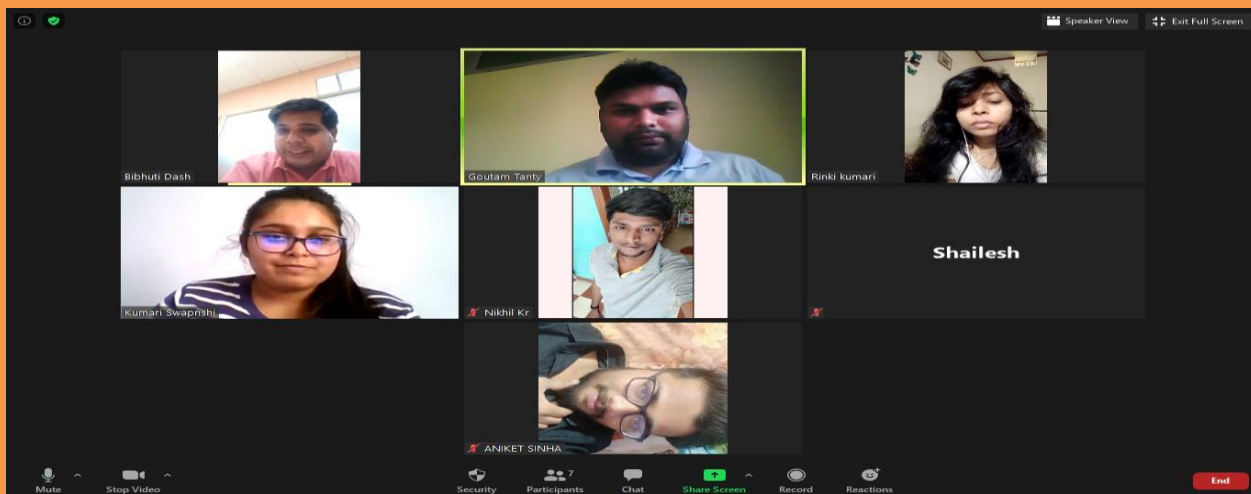 Speaker View
Exit Full Screen
Bibhuti Dash
Goutam Tanty
Rinki kumari
Kumari Swapnshi
Nikhil Kr
Shailesh
ANIKET SINHA
Mute
Stop Video
Security
7
Participants
Chat
Share Screen
Record
Reactions
End